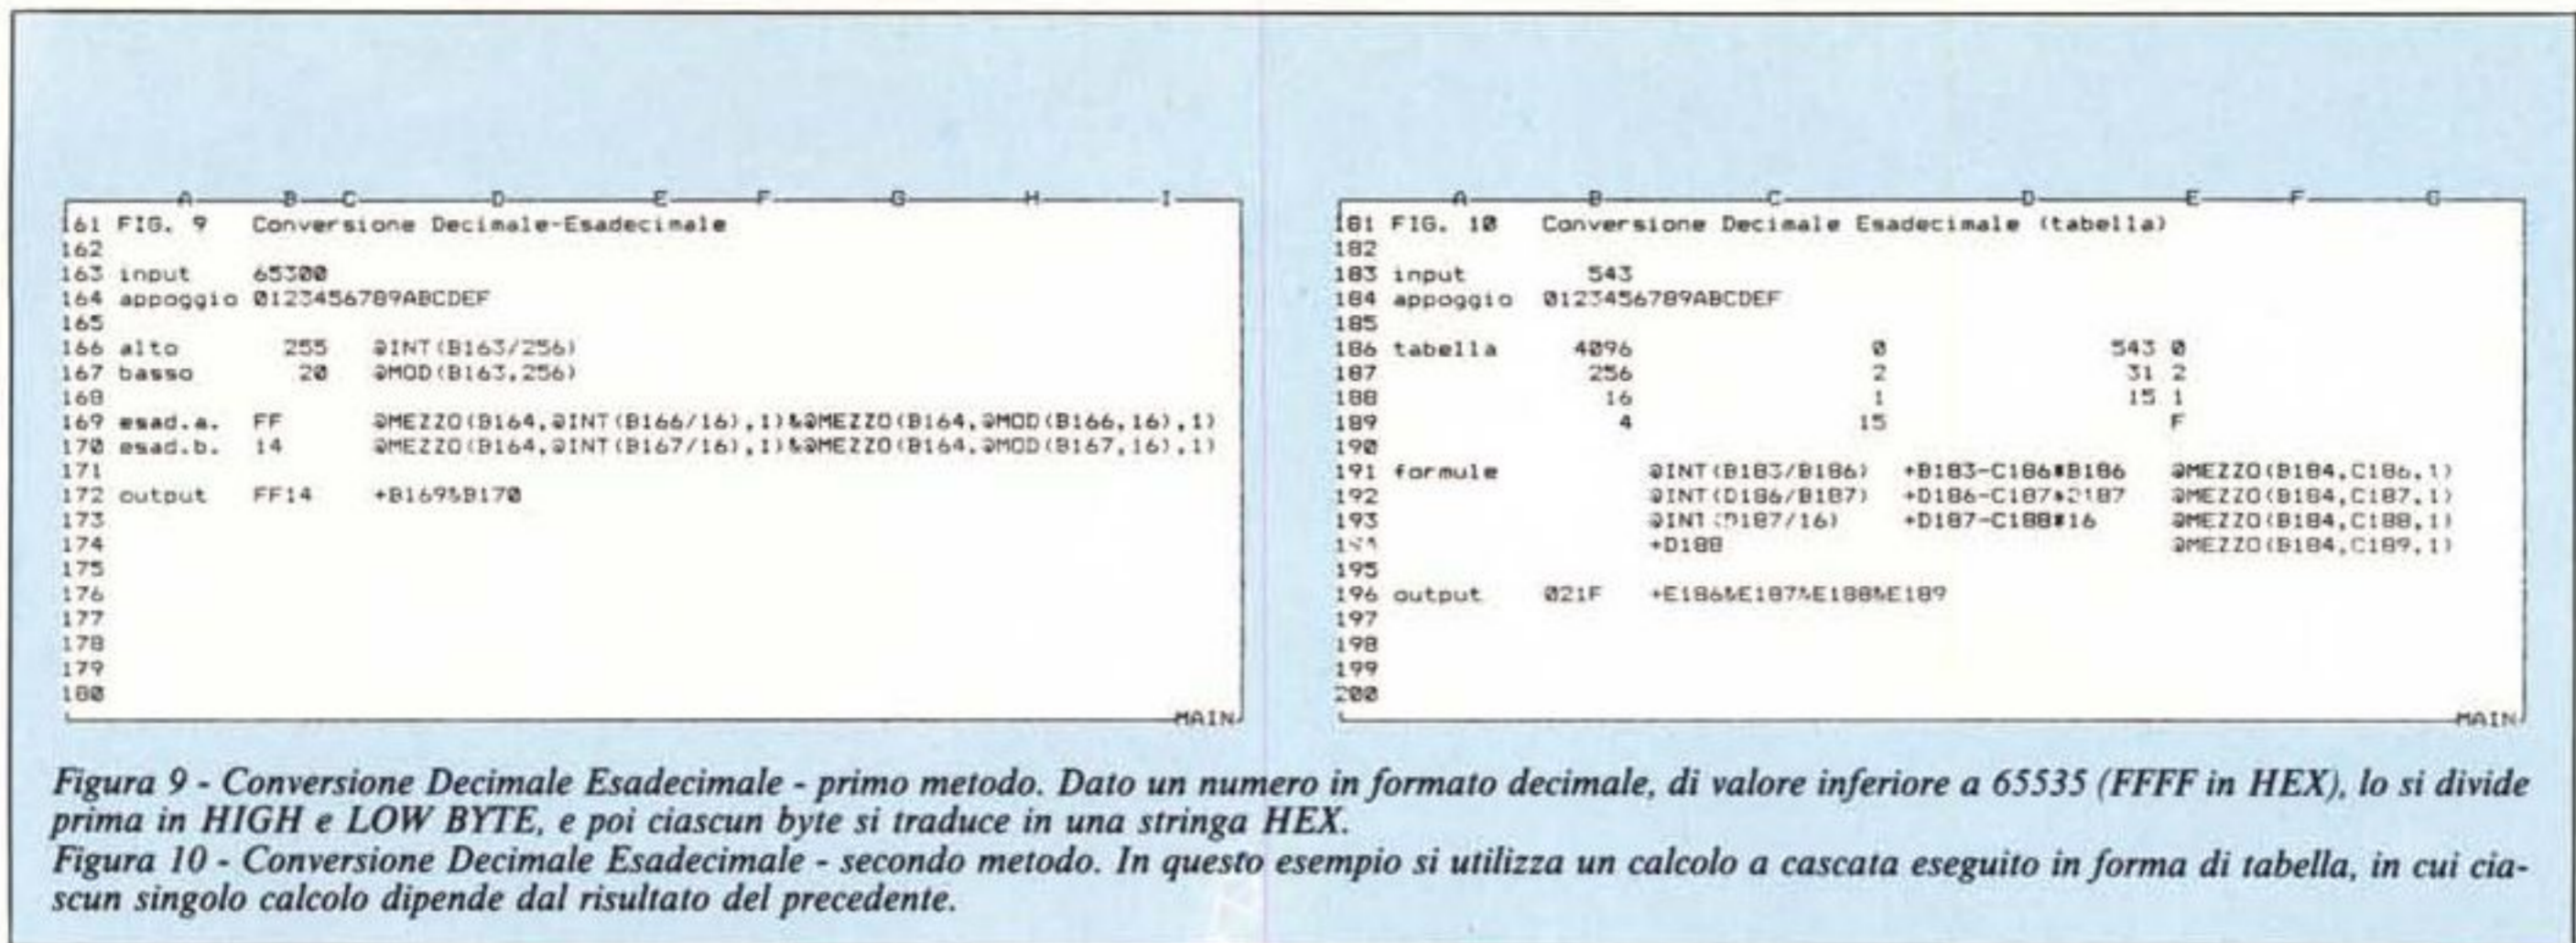 A B C D E F G H I
161 FIG. 9 Conversione Decimale-Esadecimale
162
163 input 65300
164 appoggio 0123456789ABCDEF
165
166 alto 255 @INT(B163/256)
167 basso 20 @MOD(B163,256)
168
169 esad.a. FF @MEZZO(B164,@INT(B166/16),1)&@MEZZO(B164,@MOD(B166,16),1)
170 esad.b. 14 @MEZZO(B164,@INT(B167/16),1)&@MEZZO(B164,@MOD(B167,16),1)
171
172 output FF14 +B169&B170
173
174
175
176
177
178
179
180
MAIN
A B C D E F G
181 FIG. 10 Conversione Decimale Esadecimale (tabella)
182
183 input 543
184 appoggio 0123456789ABCDEF
185
186 tabella 4096 0 543 0
187 256 2 31 2
188 16 1 15 1
189 4 15 F
190
191 formule @INT(B183/B186) +B183-C186*B186 @MEZZO(B184,C186,1)
192 @INT(D186/B187) +D186-C187*2187 @MEZZO(B184,C187,1)
193 @INT(D187/16) +D187-C188*16 @MEZZO(B184,C188,1)
+D188 @MEZZO(B184,C189,1)
195
196 output 021F +E186&E187&E188&E189
197
198
199
200
MAIN
Figura 9 - Conversione Decimale Esadecimale - primo metodo. Dato un numero in formato decimale, di valore inferiore a 65535 (FFFF in HEX), lo si divide
prima in HIGH e LOW BYTE, e poi ciascun byte si traduce in una stringa HEX.
Figura 10 - Conversione Decimale Esadecimale - secondo metodo. In questo esempio si utilizza un calcolo a cascata eseguito in forma di tabella, in cui cia-
scun singolo calcolo dipende dal risultato del precedente.